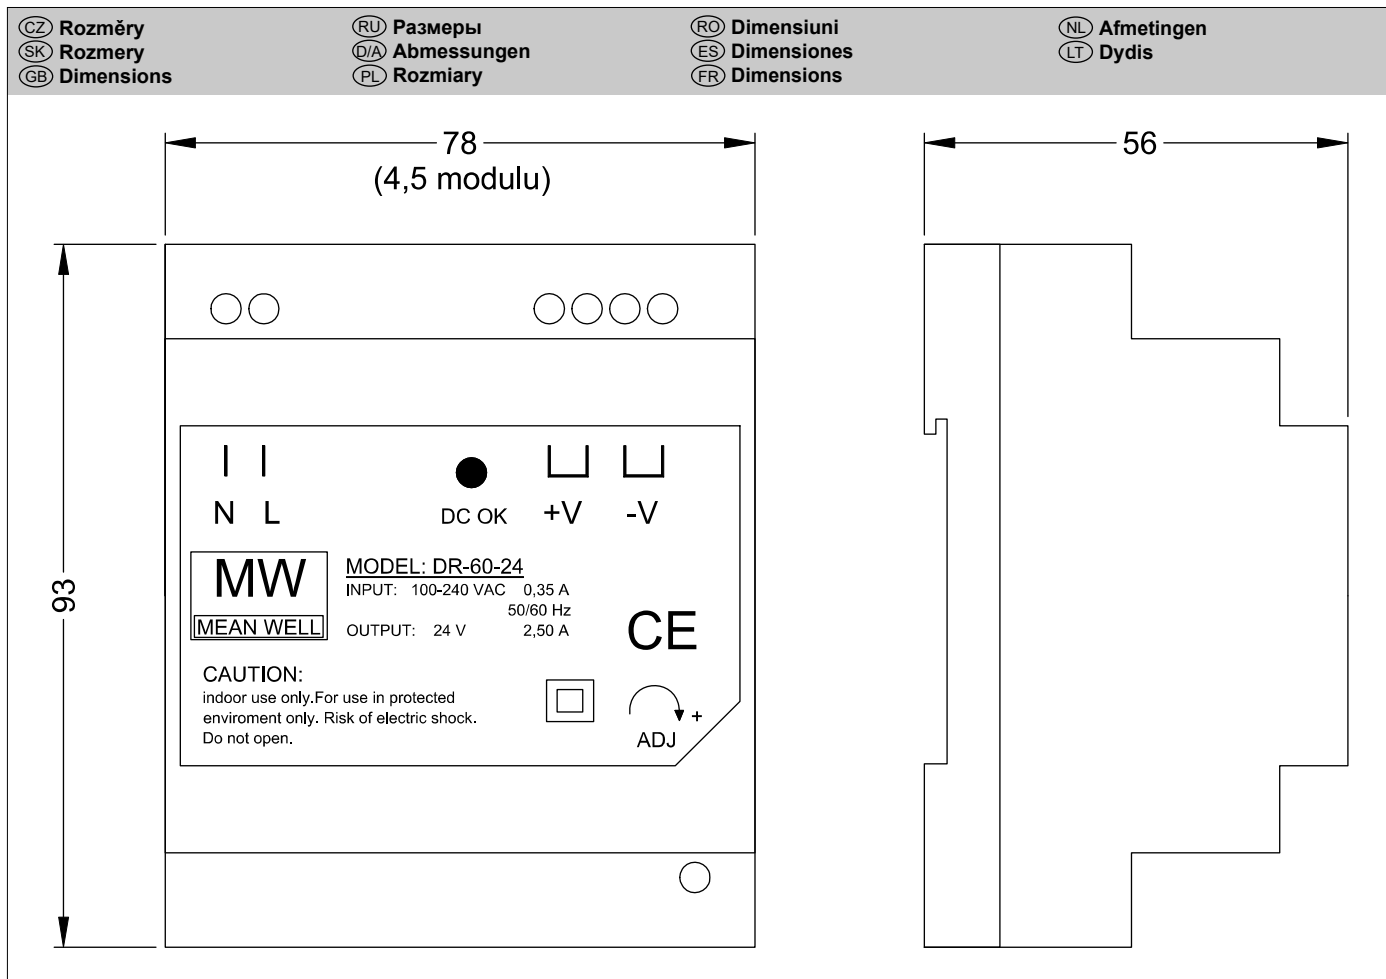 CZ Rozměry
SK Rozmery
GB Dimensions
RU Размеры
D/A Abmessungen
PL Rozmiary
RO Dimensiuni
ES Dimensiones
FR Dimensions
NL Afmetingen
LT Dydis
78
(4,5 modulu)
56
93
N L
DC OK
+V
-V
MW
MEAN WELL
MODEL: DR-60-24
INPUT: 100-240 VAC 0,35 A
50/60 Hz
OUTPUT: 24 V 2,50 A
CE
CAUTION:
indoor use only.For use in protected
enviroment only. Risk of electric shock.
Do not open.
+
ADJ